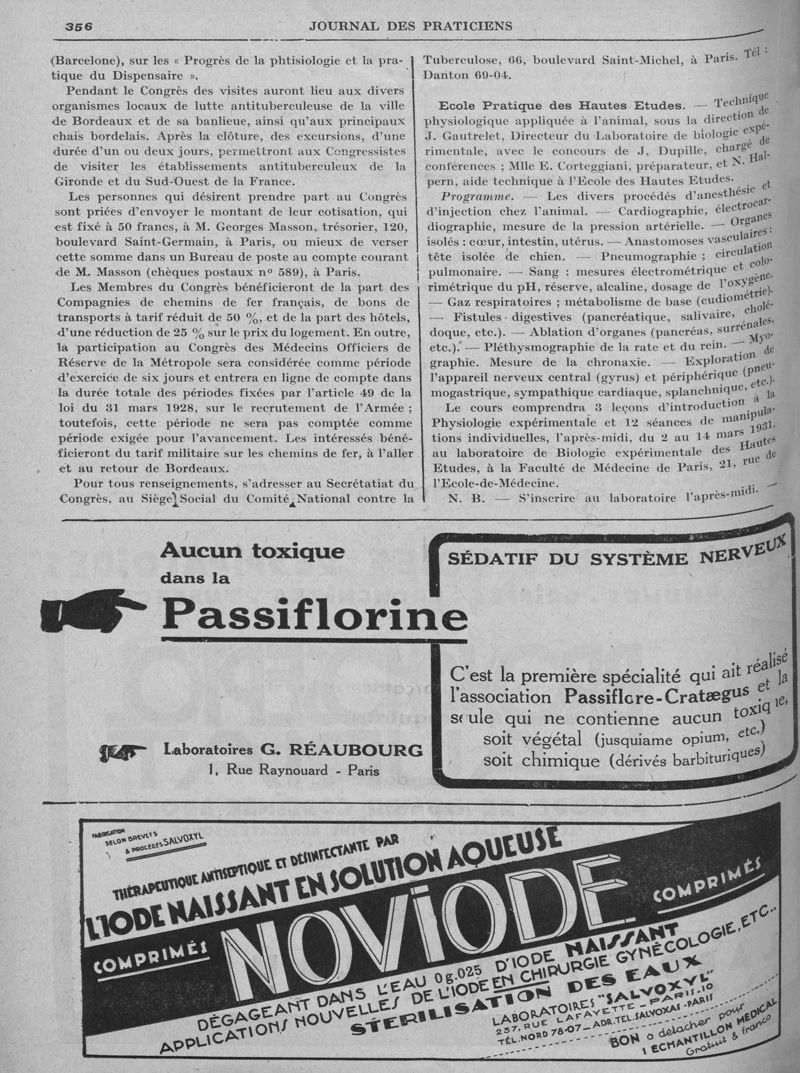 356
JOURNAL DES PRATICIENS
(Barcelone), sur les « Progrès de la phtisiologie et la pra-
tique du Dispensaire ».
Pendant le Congrès des visites auront lieu aux divers
organismes locaux de lutte antituberculeuse de la ville
de Bordeaux et de sa banlieue, ainsi qu'aux principaux
chais bordelais. Après la clôture, des excursions, d'une
durée d'un ou deux jours, permettront aux Congressistes
de visiter les établissements antituberculeux de la
Gironde et du Sud-Ouest de la France.
Les personnes qui désirent prendre part au Congrès
sont priées d'envoyer le montant de leur cotisation, qui
est fixé à 50 francs, à M. Georges Masson, trésorier, 120,
boulevard Saint-Germain, à Paris, ou mieux de verser
cette somme dans un Bureau de poste au compte courant
de M. Masson (chèques postaux nº 589), à Paris.
Les Membres du Congrès bénéficieront de la part des
Compagnies de chemins de fer français, de bons de
transports à tarif réduit de 50 %, et de la part des hôtels,
d'une réduction de 25 % sur le prix du logement. En outre,
la participation au Congrès des Médecins Officiers de
Réserve de la Métropole sera considérée comme période
d'exercice de six jours et entrera en ligne de compte dans
la durée totale des périodes fixées par l'article 49 de la
loi du 31 mars 1928, sur le recrutement de l'Armée ;
toutefois, cette période ne sera pas comptée comme
période exigée pour l'avancement. Les intéressés béné-
ficieront du tarif militaire sur les chemins de fer, à l'aller
et au retour de Bordeaux.
Pour tous renseignements, s'adresser au Secrétatiat du
Congrès, au Siège Social du Comité National contre la
Tuberculose, 66, boulevard Saint-Michel, à Paris. Tél :
Danton 69-04.
Ecole Pratique des Hautes Etudes. — Technique
physiologique appliquée à l'animal, sous la direction de
J. Gautrelet, Directeur du Laboratoire de biologie expé-
rimentale, avec le concours de J. Dupille, chargé de
conférences ; Mlle E. Corteggiani, préparateur, et N. Hal-
pern, aide technique à l'Ecole des Hautes Etudes.
Programme. — Les divers procédés d'anesthésie et
d'injection chez l'animal. — Cardiographie, électrocar-
diographie, mesure de la pression artérielle. — Organes
isolés : cœur, intestin, utérus. — Anastomoses vasculaires :
tête isolée de chien. — Pneumographie ; circulation
pulmonaire. — Sang : mesures électrométrique et colo-
rimétrique du pH, réserve, alcaline, dosage de l'oxygène.
— Gaz respiratoires ; métabolisme de base (eudiométrie).
— Fistules digestives (pancréatique, salivaire, cholé-
doque, etc.). — Ablation d'organes (pancréas, surrénales,
etc.). — Pléthysmographie de la rate et du rein. — Myo-
graphie. Mesure de la chronaxie. — Exploration de
l'appareil nerveux central (gyrus) et périphérique (pneu-
mogastrique, sympathique cardiaque, splanchnique, etc.).
Le cours comprendra 3 leçons d'introduction à la
Physiologie expérimentale et 12 séances de manipula-
tions individuelles, l'après-midi, du 2 au 14 mars 1931,
au laboratoire de Biologie expérimentale des Hautes
Etudes, à la Faculté de Médecine de Paris, 21, rue de
l'Ecole-de-Médecine.
N. B. — S'inscrire au laboratoire l'après-midi. —
Aucun toxique
dans la
Passiflorine
Laboratoires G. RÉAUBOURG
1, Rue Raynouard - Paris
SÉDATIF DU SYSTÈME NERVEUX
C'est la première spécialité qui ait réalisé
l'association Passiflore-Cratægus et la
seule qui ne contienne aucun toxique,
soit végétal (jusquiame opium, etc.)
soit chimique (dérivés barbituriques)
FABRICATION
SELON BREVETS
& PROCÉDÉS SALVOXYL
THÉRAPEUTIQUE ANTISEPTIQUE ET DÉSINFECTANTE PAR
L'IODE NAISSANT EN SOLUTION AQUEUSE
COMPRIMÉS NOVIODE COMPRIMÉS
DÉGAGEANT DANS L'EAU 0g.025 D'IODE NAISSANT
APPLICATIONS NOUVELLES DE L'IODE EN CHIRURGIE GYNÉCOLOGIE, ETC..
STÉRILISATION DES EAUX
LABORATOIRES "SALVOXYL"
237, RUE LAFAYETTE - PARIS.10
TÉL. NORD 78-07 _ ADR. TEL. SALVOXAI - PARIS
BON à détacher pour
1 ÉCHANTILLON MÉDICAL
Gratuit & franco